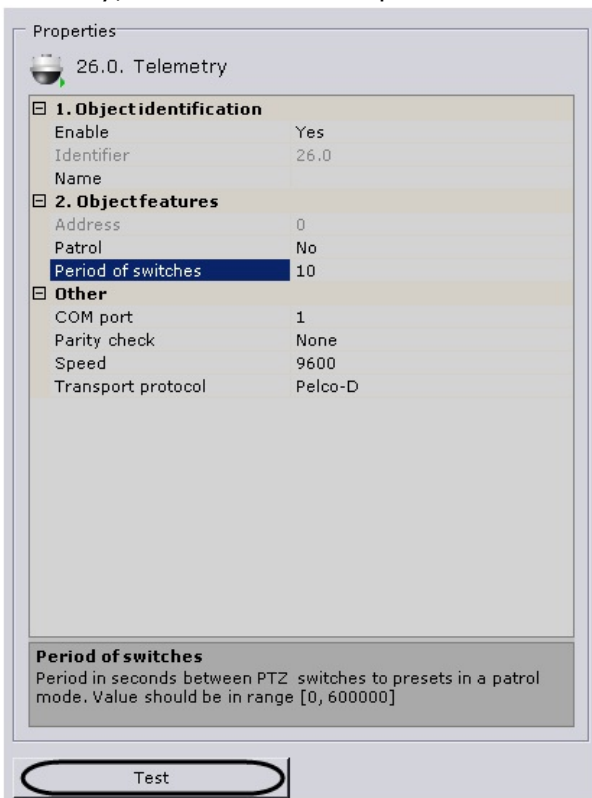 Properties
26.0. Telemetry
1. Object identification
Enable Yes
Identifier 26.0
Name
2. Object features
Address 0
Patrol No
Period of switches 10
Other
COM port 1
Parity check None
Speed 9600
Transport protocol Pelco-D
Period of switches
Period in seconds between PTZ switches to presets in a patrol
mode. Value should be in range [0, 600000]
Test